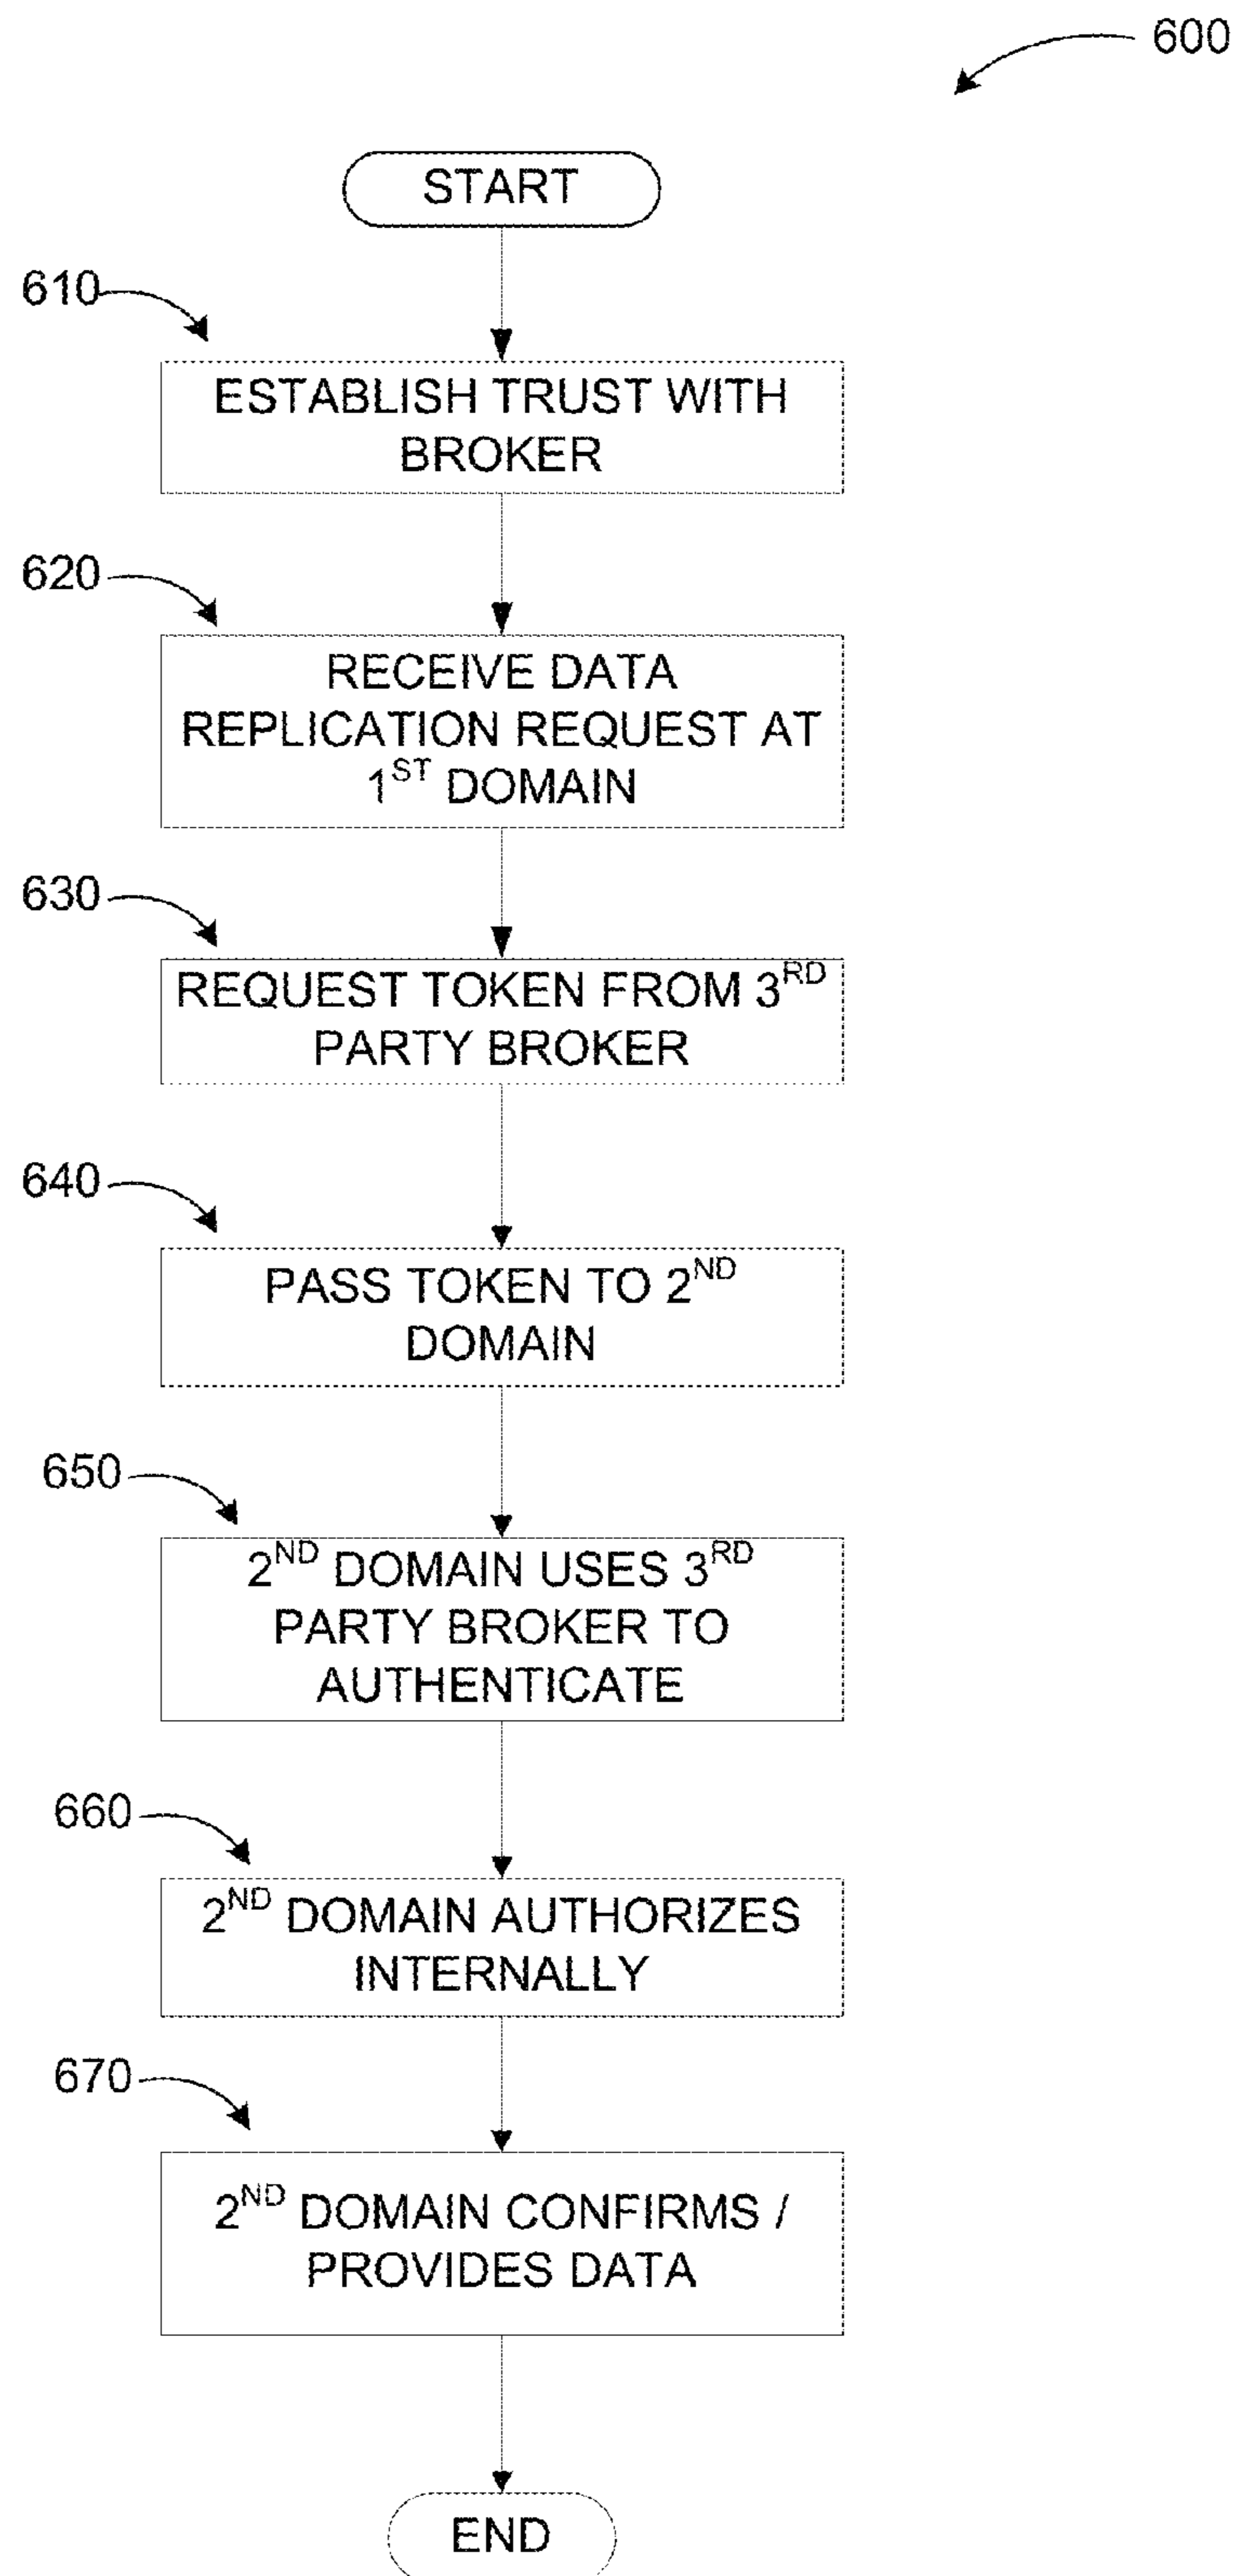 600
START
610
ESTABLISH TRUST WITH
BROKER
620
RECEIVE DATA
REPLICATION REQUEST AT
1ST DOMAIN
630
REQUEST TOKEN FROM 3RD
PARTY BROKER
640
PASS TOKEN TO 2ND
DOMAIN
650
2ND DOMAIN USES 3RD
PARTY BROKER TO
AUTHENTICATE
660
2ND DOMAIN AUTHORIZES
INTERNALLY
670
2ND DOMAIN CONFIRMS /
PROVIDES DATA
END